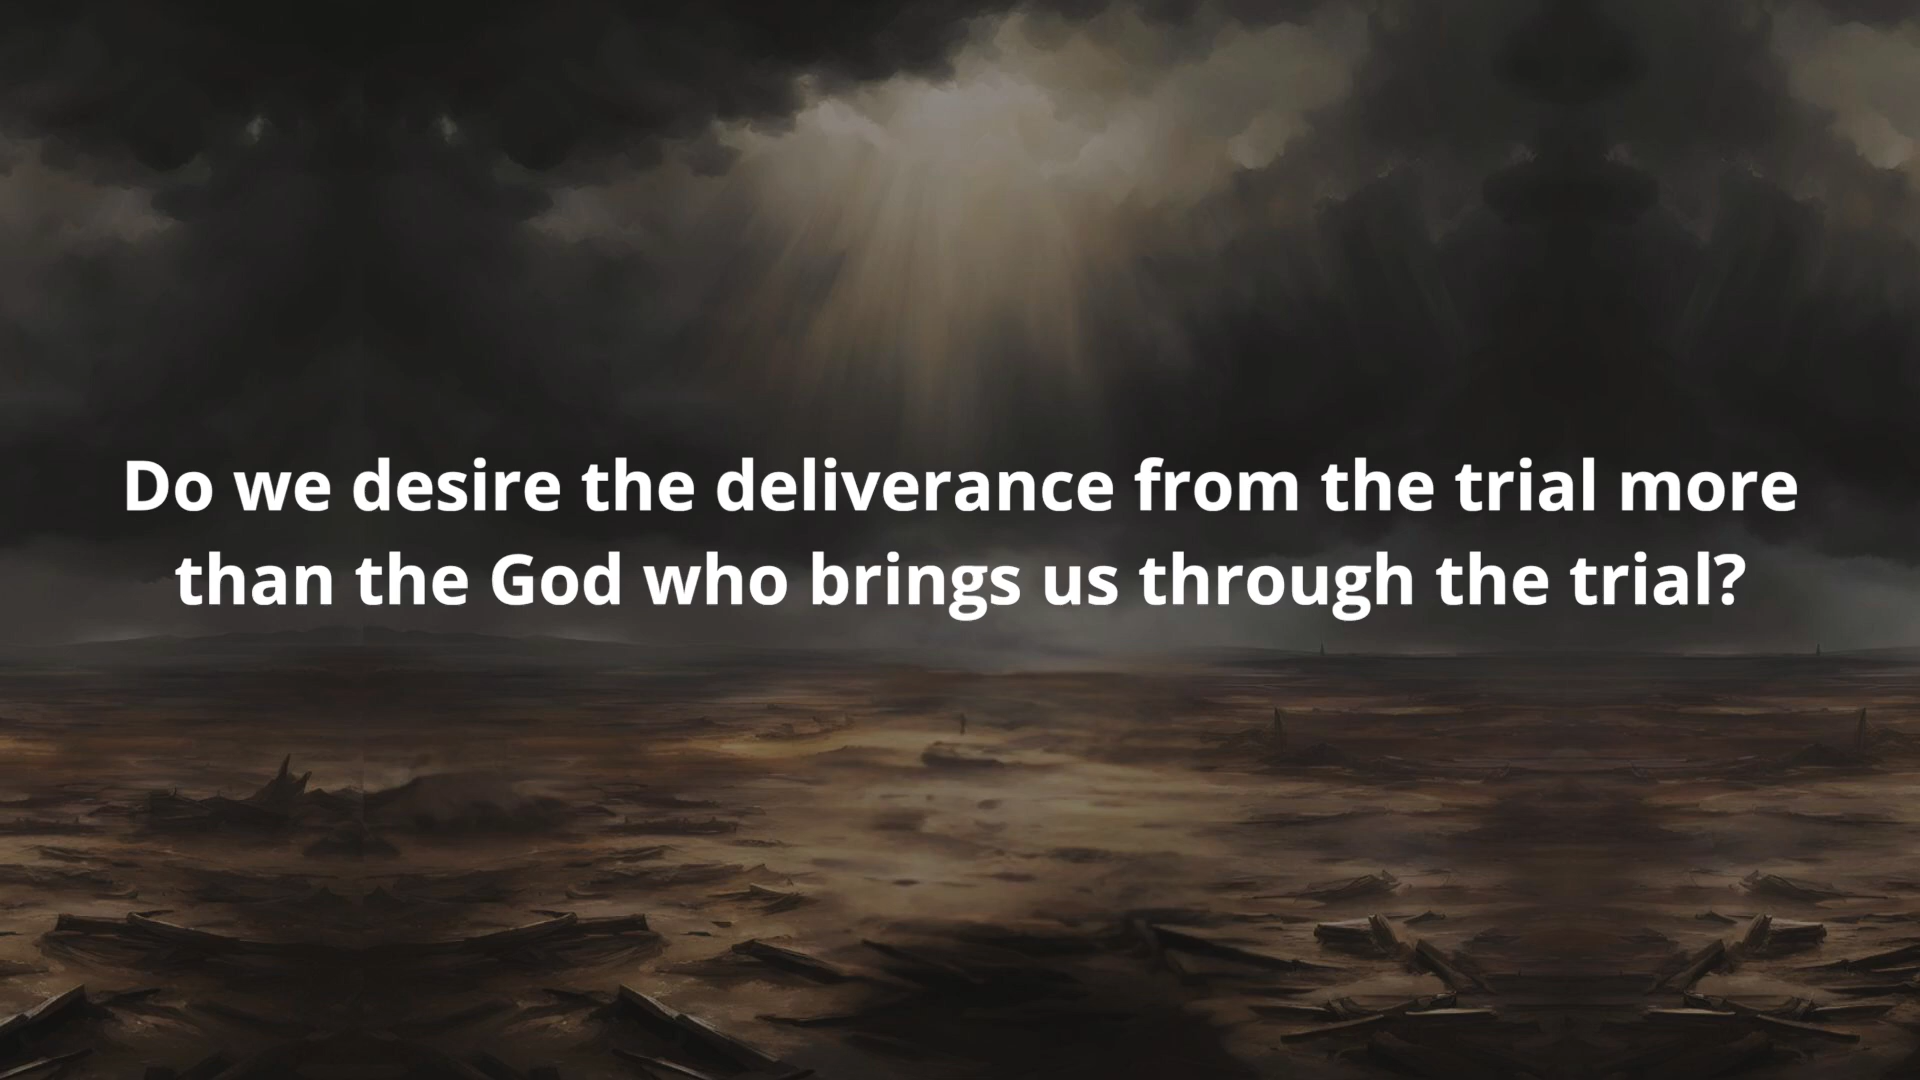 Do we desire the deliverance from the trial more
than the God who brings us through the trial?